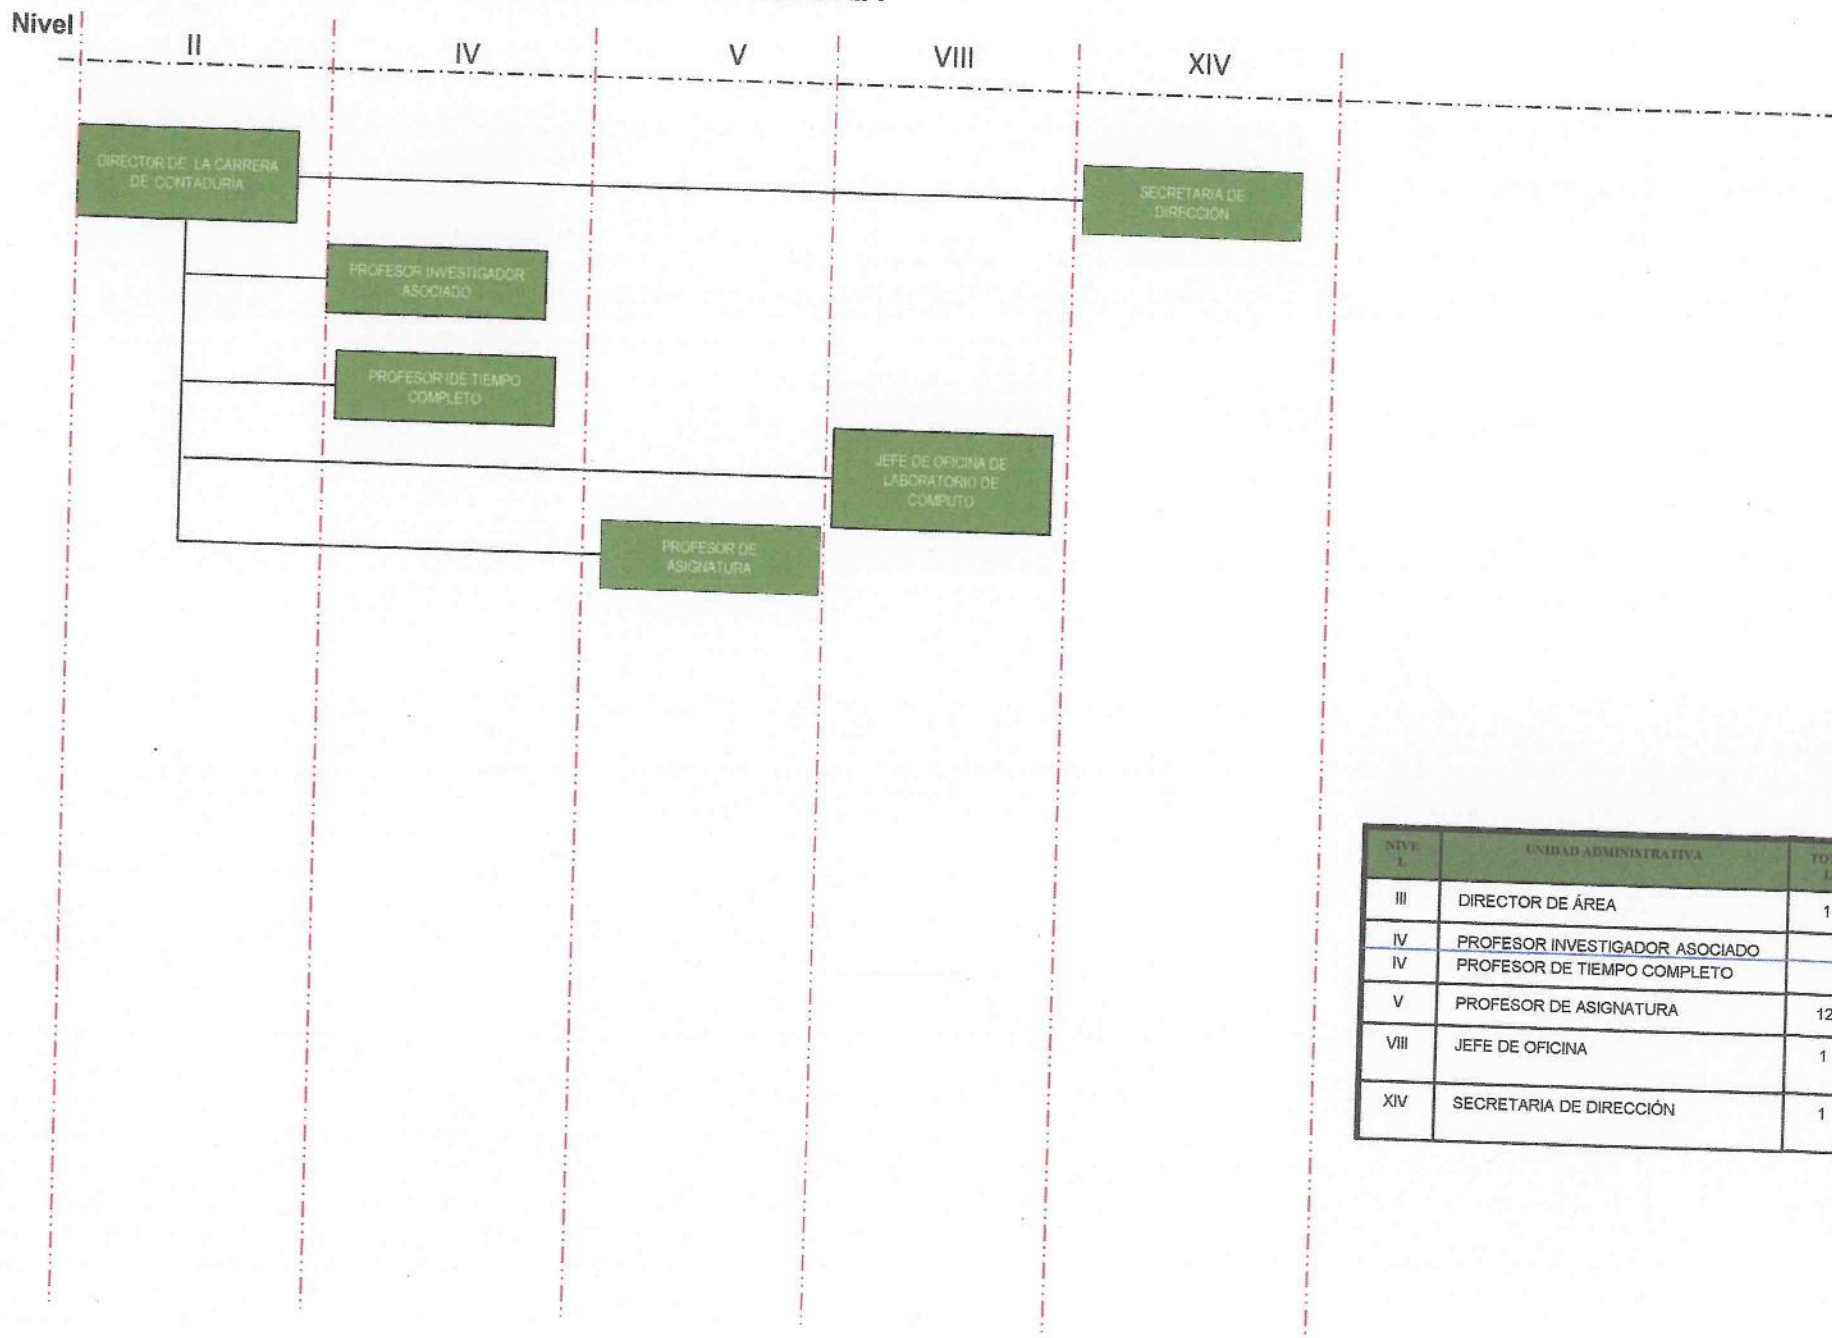 Nivel
II IV V VIII XIV
DIRECTOR DE LA CARRERA
DE CONTADURÍA
SECRETARIA DE
DIRECCIÓN
PROFESOR INVESTIGADOR
ASOCIADO
PROFESOR IDE TIEMPO
COMPLETO
JEFE DE OFICINA DE
LABORATORIO DE
COMPUTO
PROFESOR DE
ASIGNATURA
NIVE UNIDAD ADMINISTRATIVA
L
III DIRECTOR DE ÁREA 1
IV PROFESOR INVESTIGADOR ASOCIADO
IV PROFESOR DE TIEMPO COMPLETO
V PROFESOR DE ASIGNATURA 12
VIII JEFE DE OFICINA 1
XIV SECRETARIA DE DIRECCIÓN 1